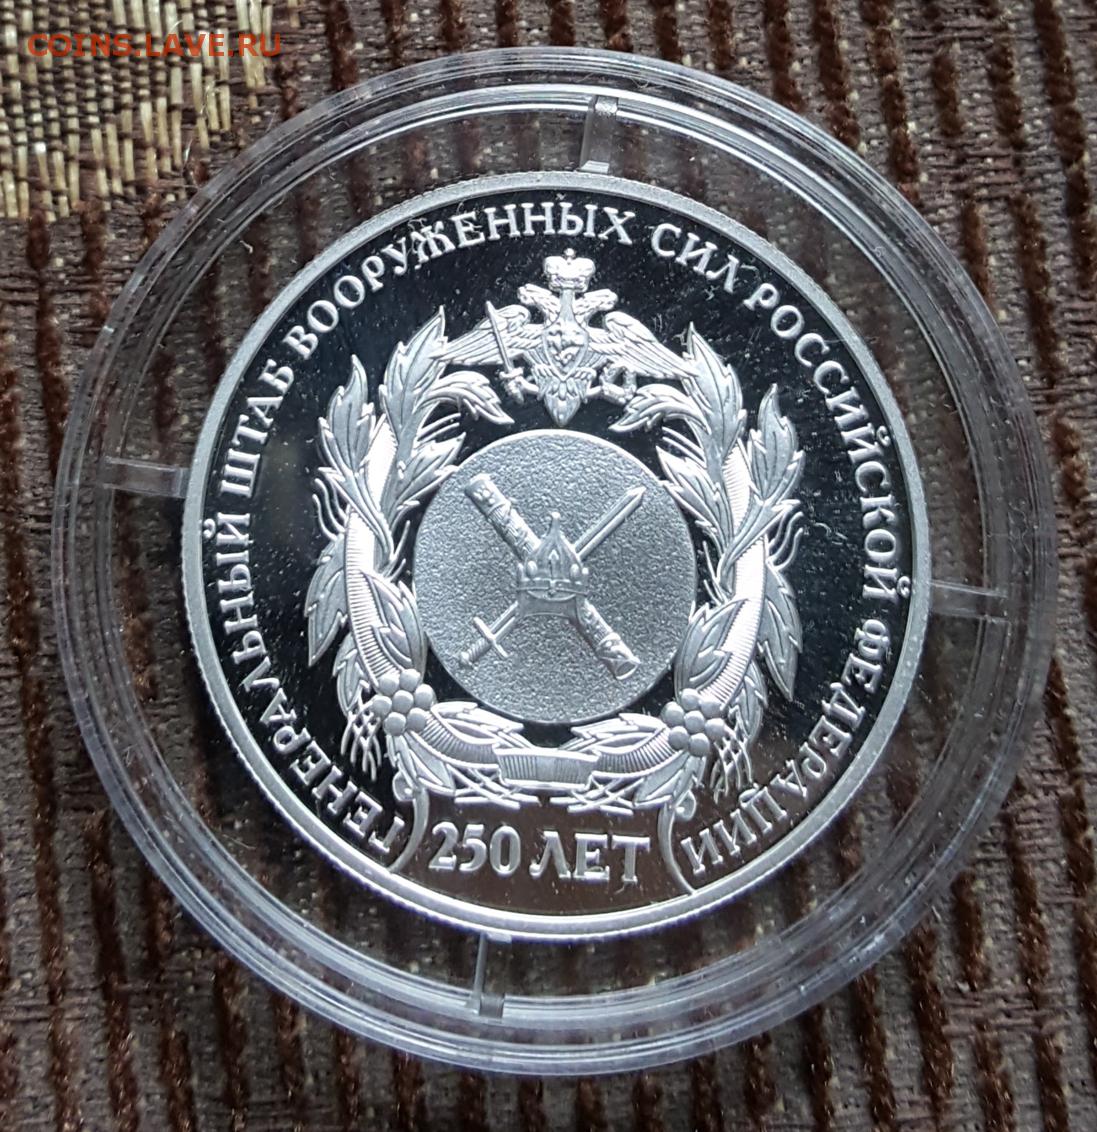 COINS.LAVE.RU
ГЕНЕРАЛЬНЫЙ ШТАБ ВООРУЖЕННЫХ СИЛ РОССИЙСКОЙ ФЕДЕРАЦИИ
250 ЛЕТ